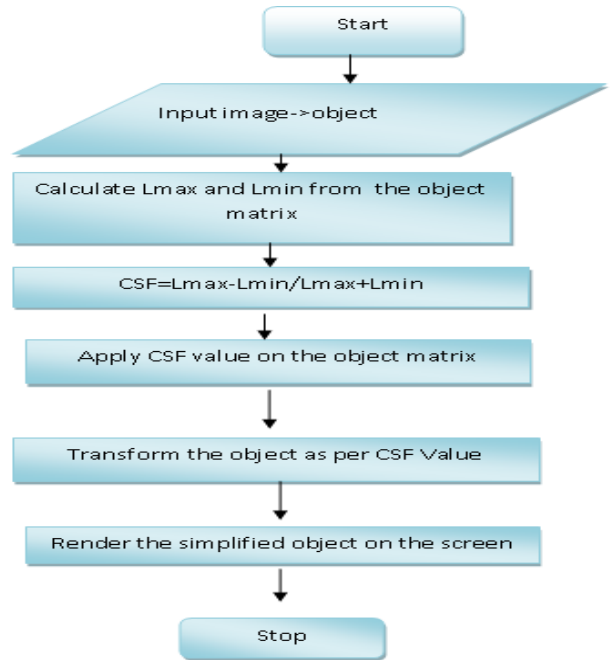 Start
Input image->object
Calculate Lmax and Lmin from the object
matrix
CSF=Lmax-Lmin/Lmax+Lmin
Apply CSF value on the object matrix
Transform the object as per CSF Value
Render the simplified object on the screen
Stop